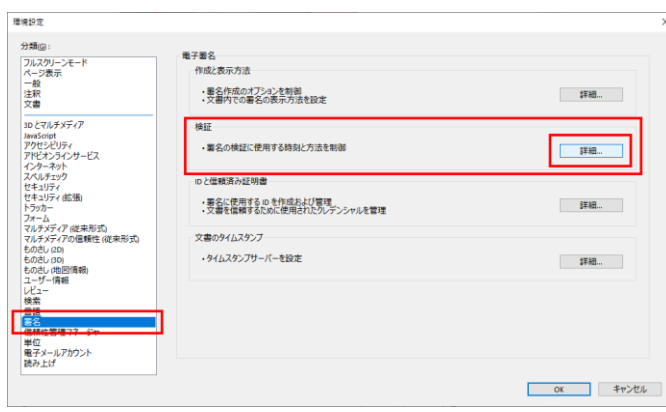 環境設定
分類(G):
フルスクリーンモード
ページ表示
一般
注釈
文書
3D とマルチメディア
JavaScript
アクセシビリティ
アドビオンラインサービス
インターネット
スペルチェック
セキュリティ
セキュリティ (拡張)
トラッカー
フォーム
マルチメディア (従来形式)
マルチメディアの信頼性 (従来形式)
ものさし (2D)
ものさし (3D)
ものさし (地図情報)
ユーザー情報
レビュー
検索
言語
署名
信頼性管理マネージャ
単位
電子メールアカウント
読み上げ
電子署名
作成と表示方法
・署名作成のオプションを制御
・文書内での署名の表示方法を設定
詳細...
検証
・署名の検証に使用する時刻と方法を制御
詳細...
ID と信頼済み証明書
・署名に使用する ID を作成および管理
・文書を信頼するために使用されたクレデンシャルを管理
詳細...
文書のタイムスタンプ
・タイムスタンプサーバーを設定
詳細...
OK
キャンセル